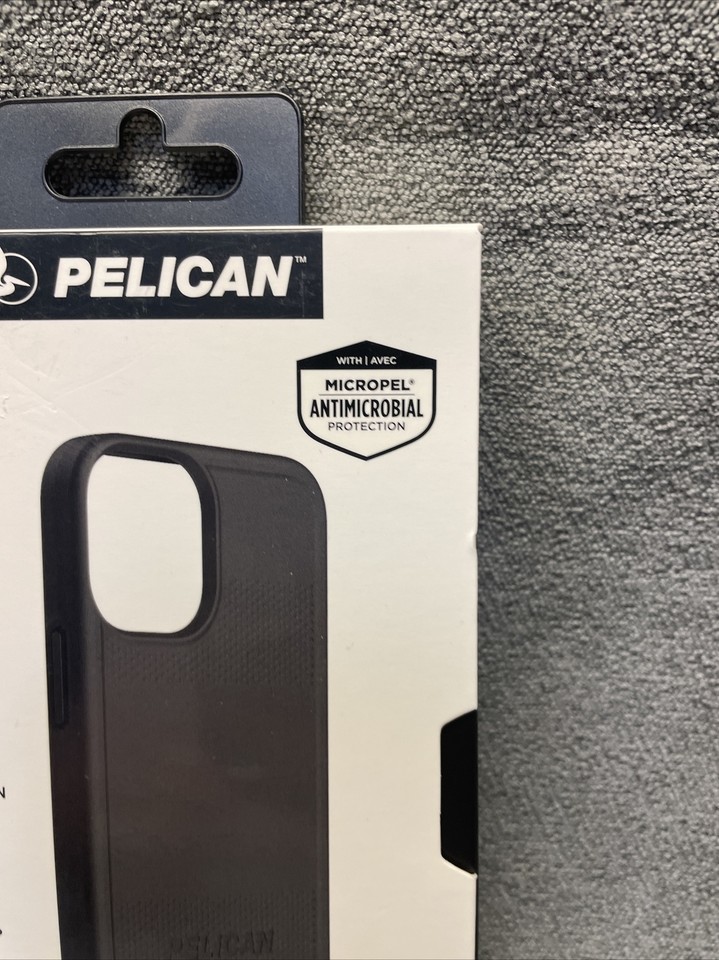 PELICAN™
WITH | AVEC
MICROPEL®
ANTIMICROBIAL
PROTECTION
N
PELICAN